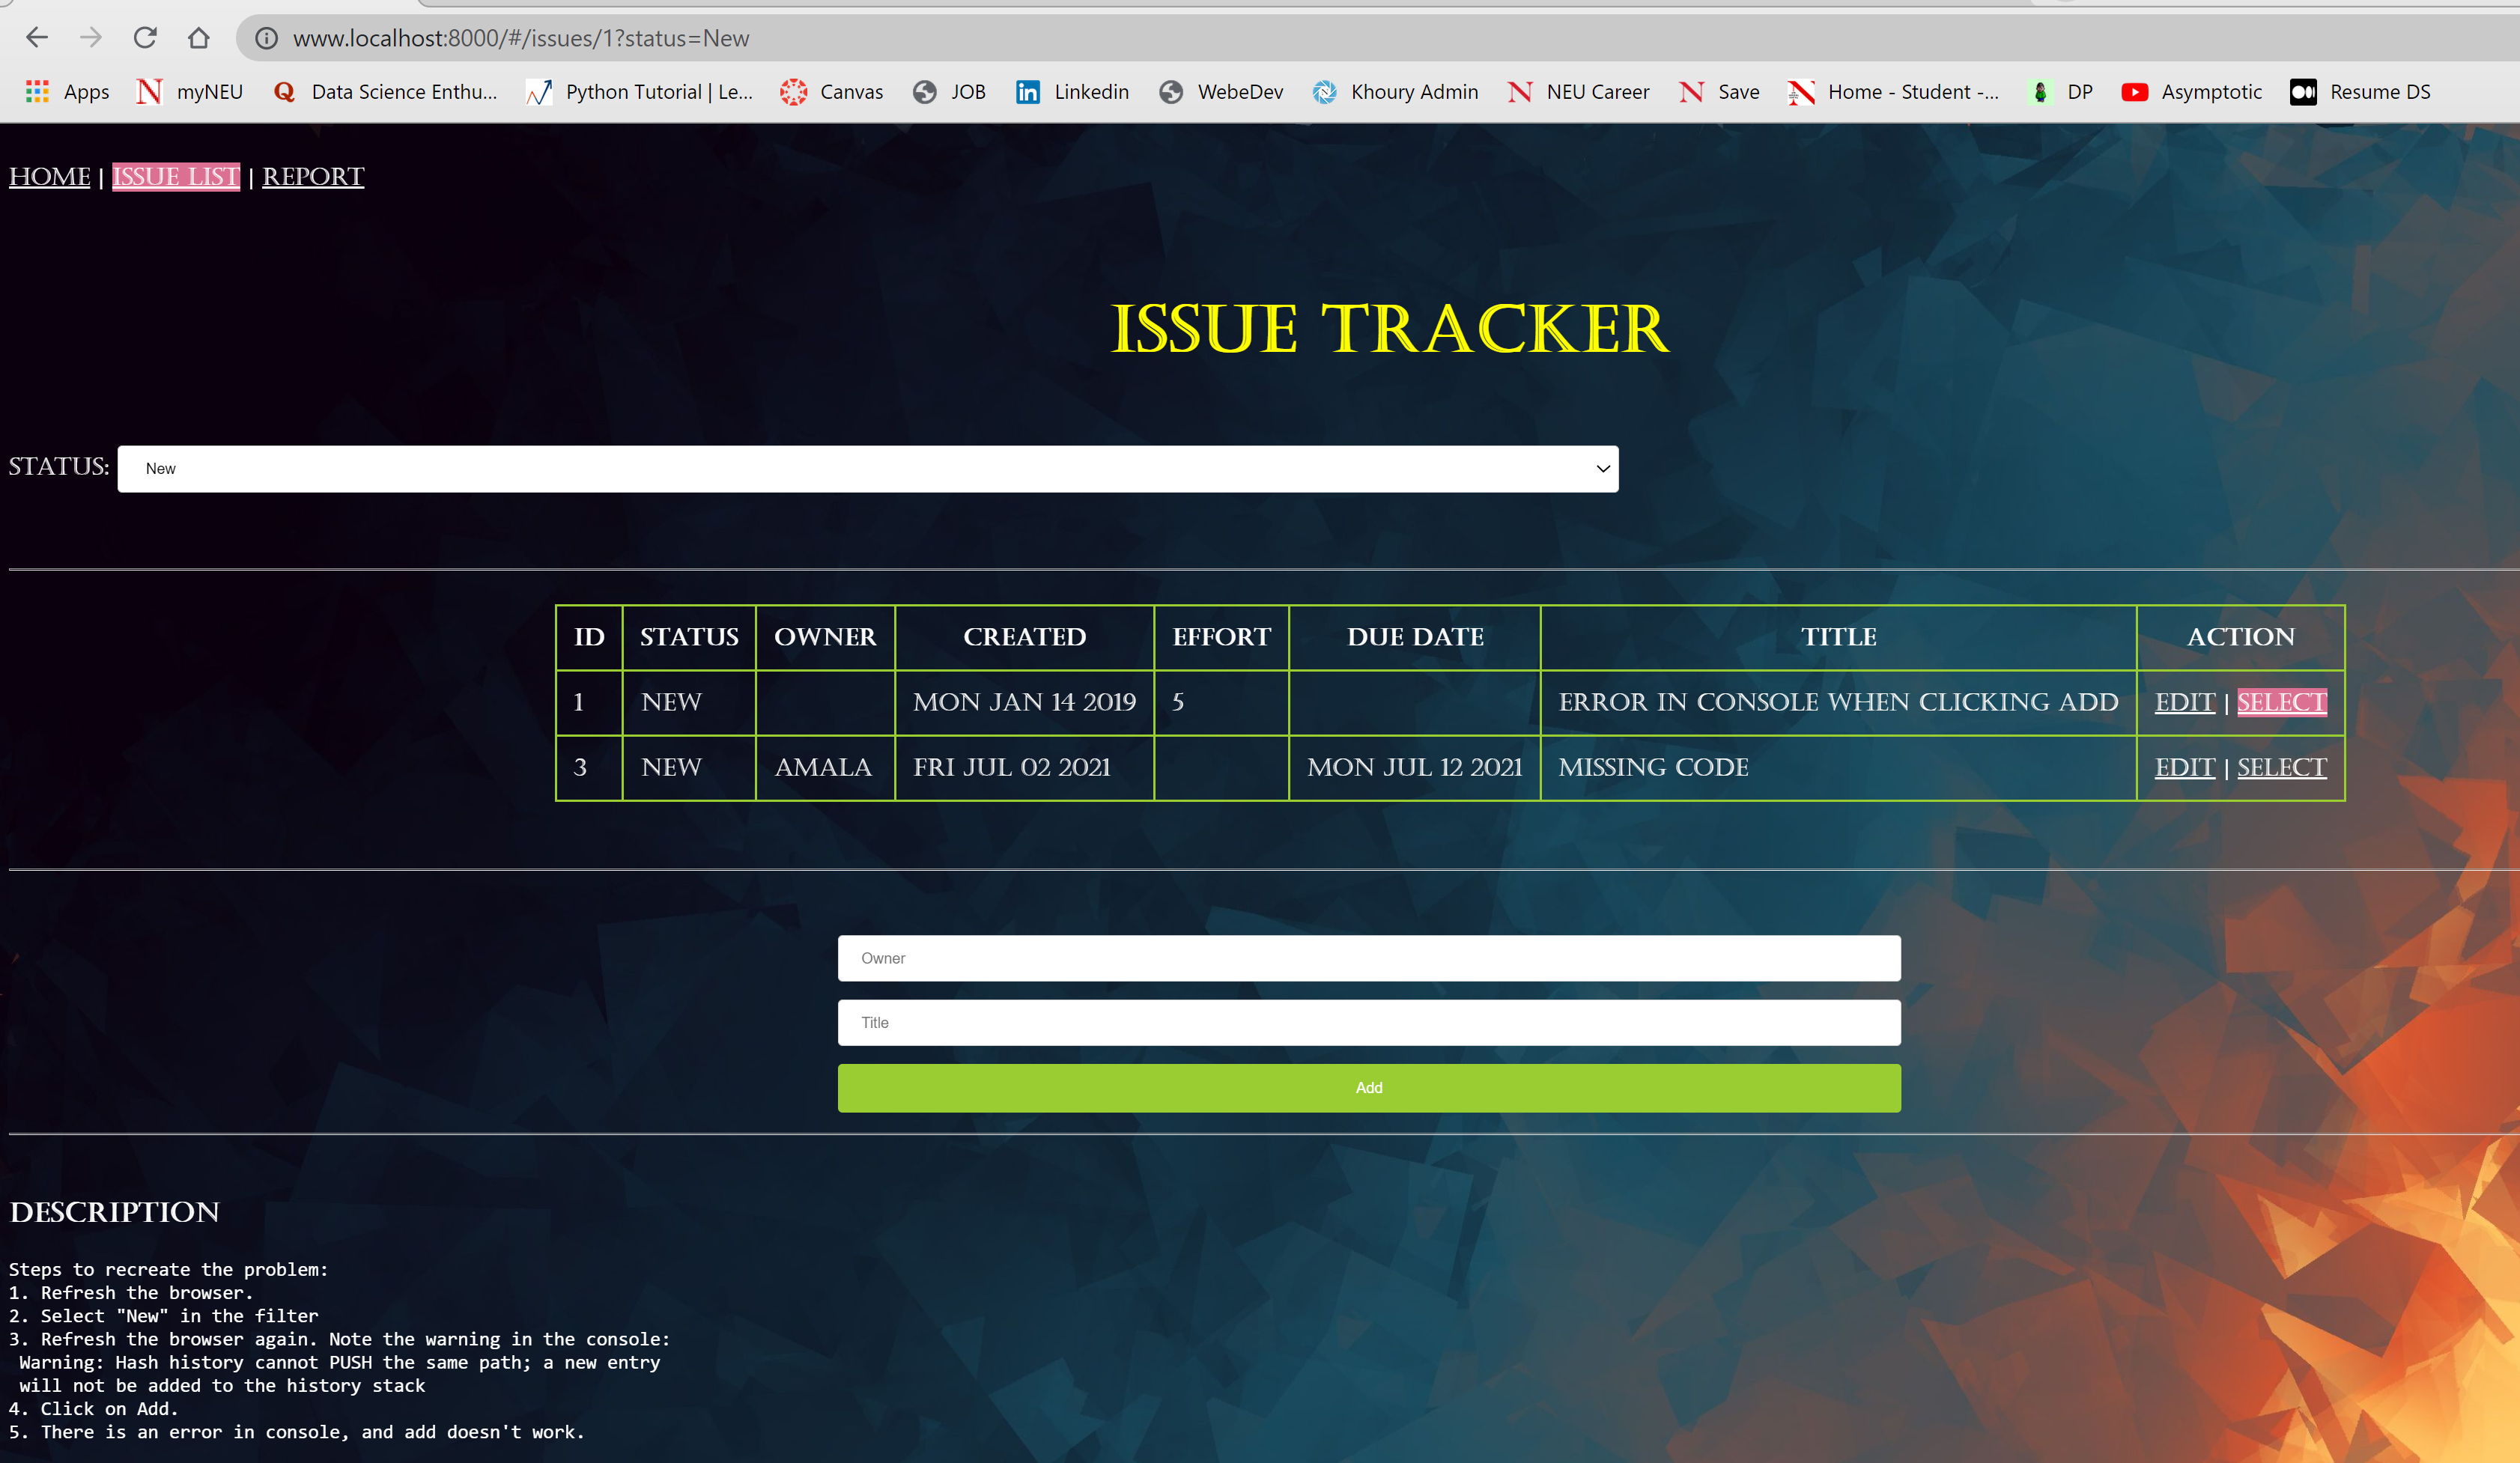 www.localhost:8000/#/issues/1?status=New
Apps myNEU Data Science Enthu... Python Tutorial | Le... Canvas JOB Linkedin WebeDev Khoury Admin NEU Career Save Home - Student -... DP Asymptotic Resume DS
HOME | ISSUE LIST | REPORT
ISSUE TRACKER
STATUS: New
ID STATUS OWNER CREATED EFFORT DUE DATE TITLE ACTION
1 NEW MON JAN 14 2019 5 ERROR IN CONSOLE WHEN CLICKING ADD EDIT | SELECT
3 NEW AMALA FRI JUL 02 2021 MON JUL 12 2021 MISSING CODE EDIT | SELECT
Owner
Title
Add
DESCRIPTION
Steps to recreate the problem:
1. Refresh the browser.
2. Select "New" in the filter
3. Refresh the browser again. Note the warning in the console:
Warning: Hash history cannot PUSH the same path; a new entry
will not be added to the history stack
4. Click on Add.
5. There is an error in console, and add doesn't work.